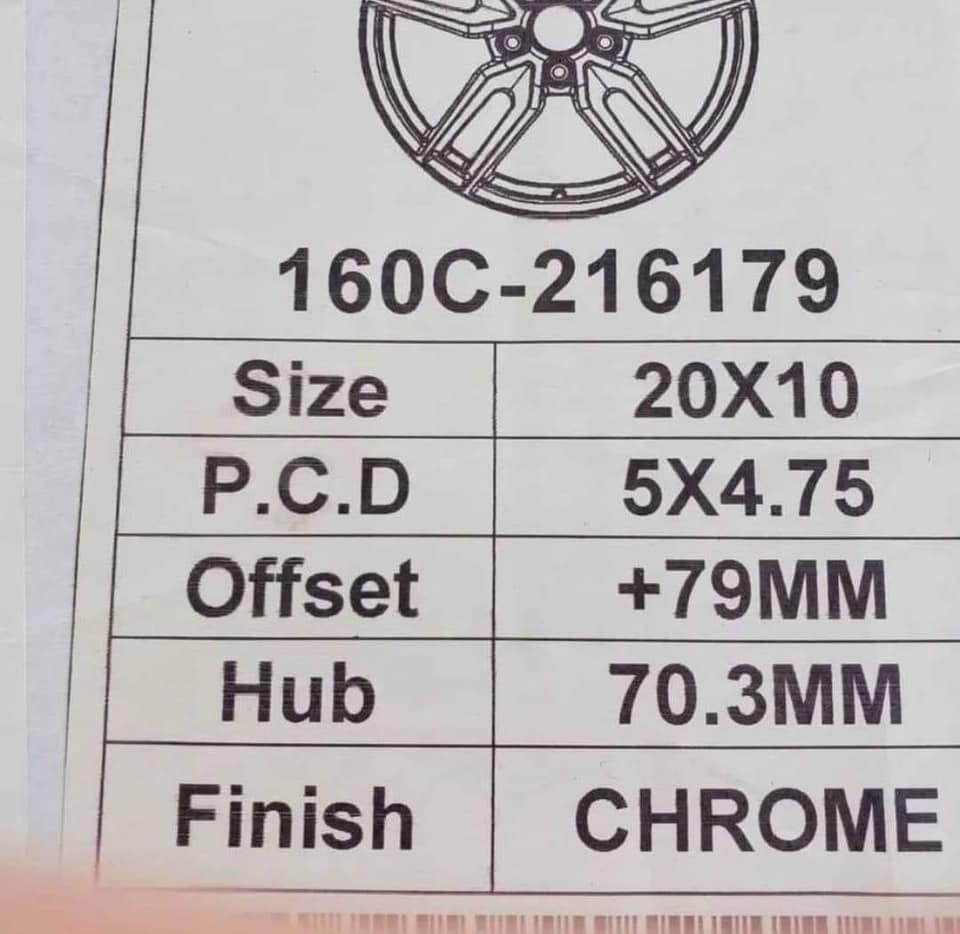 160C-216179
Size 20X10
P.C.D 5X4.75
Offset +79MM
Hub 70.3MM
Finish CHROME